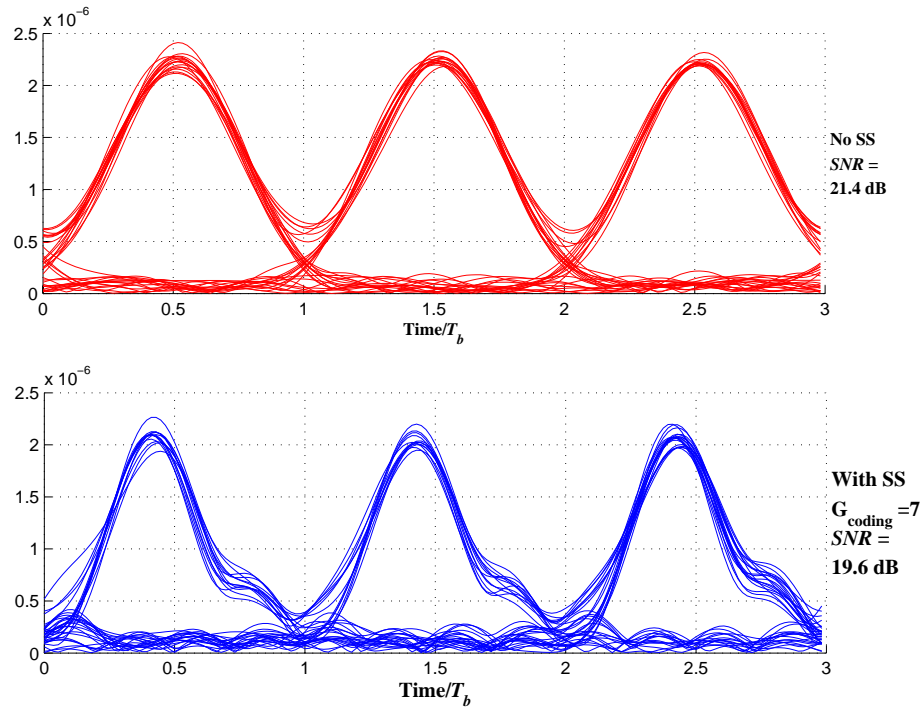 x 10⁻⁶
2.5
2
1.5
1
0.5
0
0 0.5 1 1.5 2 2.5 3
Time/T_b
No SS
SNR =
21.4 dB
x 10⁻⁶
2.5
2
1.5
1
0.5
0
0 0.5 1 1.5 2 2.5 3
Time/T_b
With SS
G_coding =7
SNR =
19.6 dB